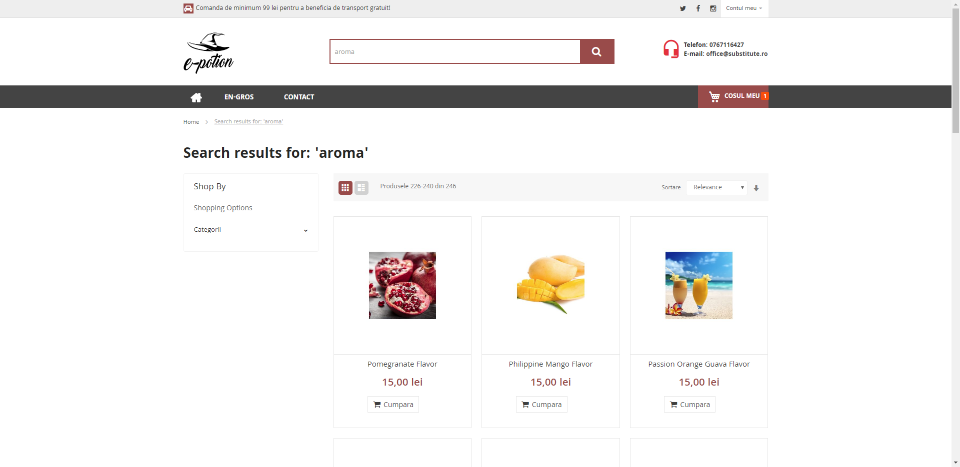 Comanda de minimum 99 lei pentru a beneficia de transport gratuit!
Contul meu
e-potion
aroma
Telefon: 0767116427
E-mail: office@substitute.ro
EN-GROS
CONTACT
COSUL MEU 1
Home > Search results for: 'aroma'
Search results for: 'aroma'
Shop By
Shopping Options
Categorii
Produsele 226-240 din 246
Sortare
Relevance
Pomegranate Flavor
15,00 lei
Cumpara
Philippine Mango Flavor
15,00 lei
Cumpara
Passion Orange Guava Flavor
15,00 lei
Cumpara